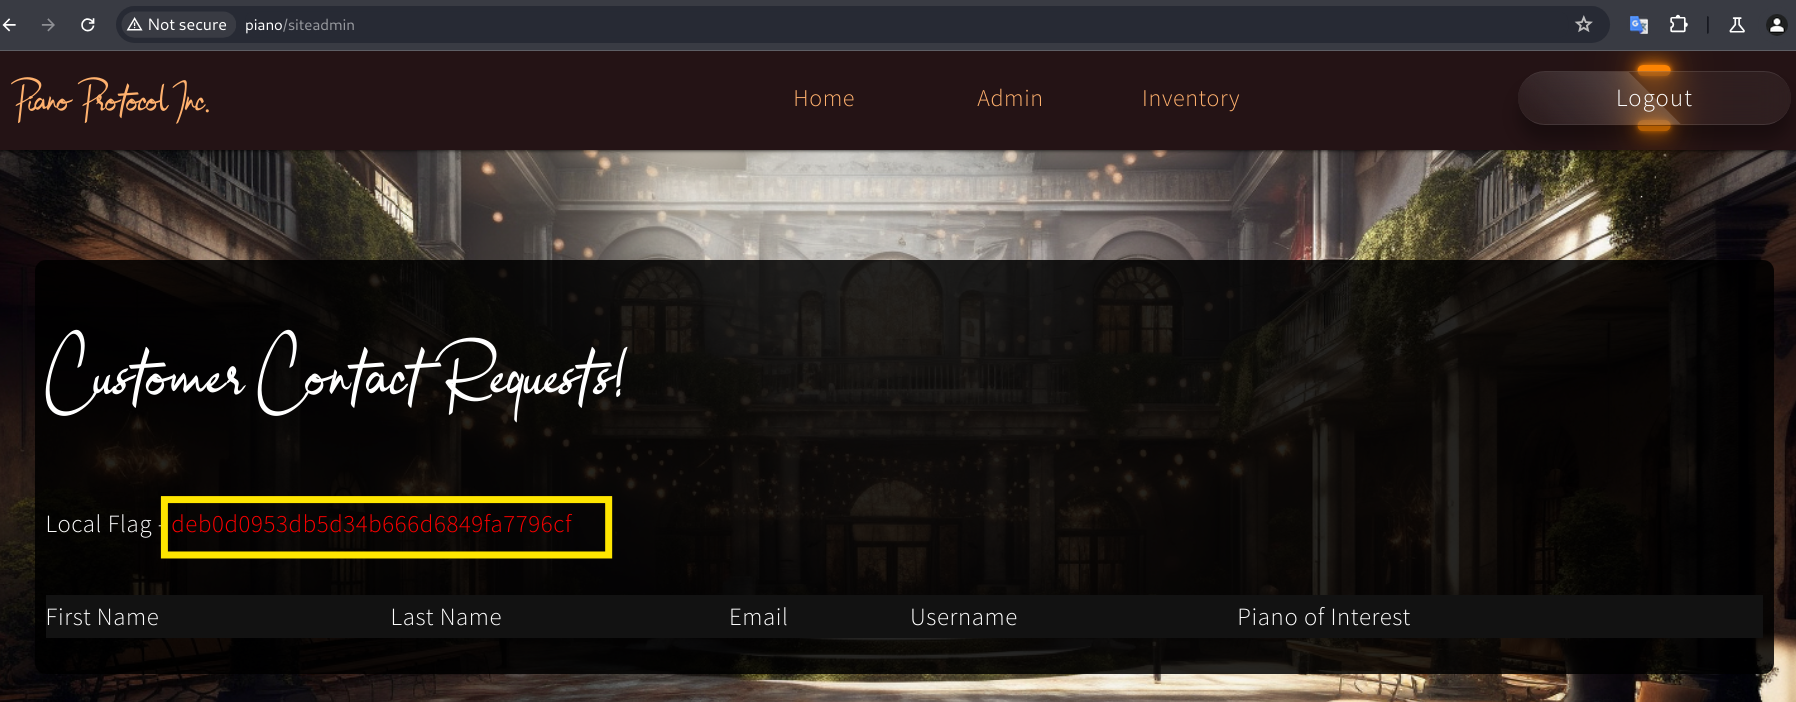 Not secure piano/siteadmin
Piano Protocol Inc. Home Admin Inventory Logout
Customer Contact Requests!
Local Flag - deb0d0953db5d34b666d6849fa7796cf
First Name Last Name Email Username Piano of Interest